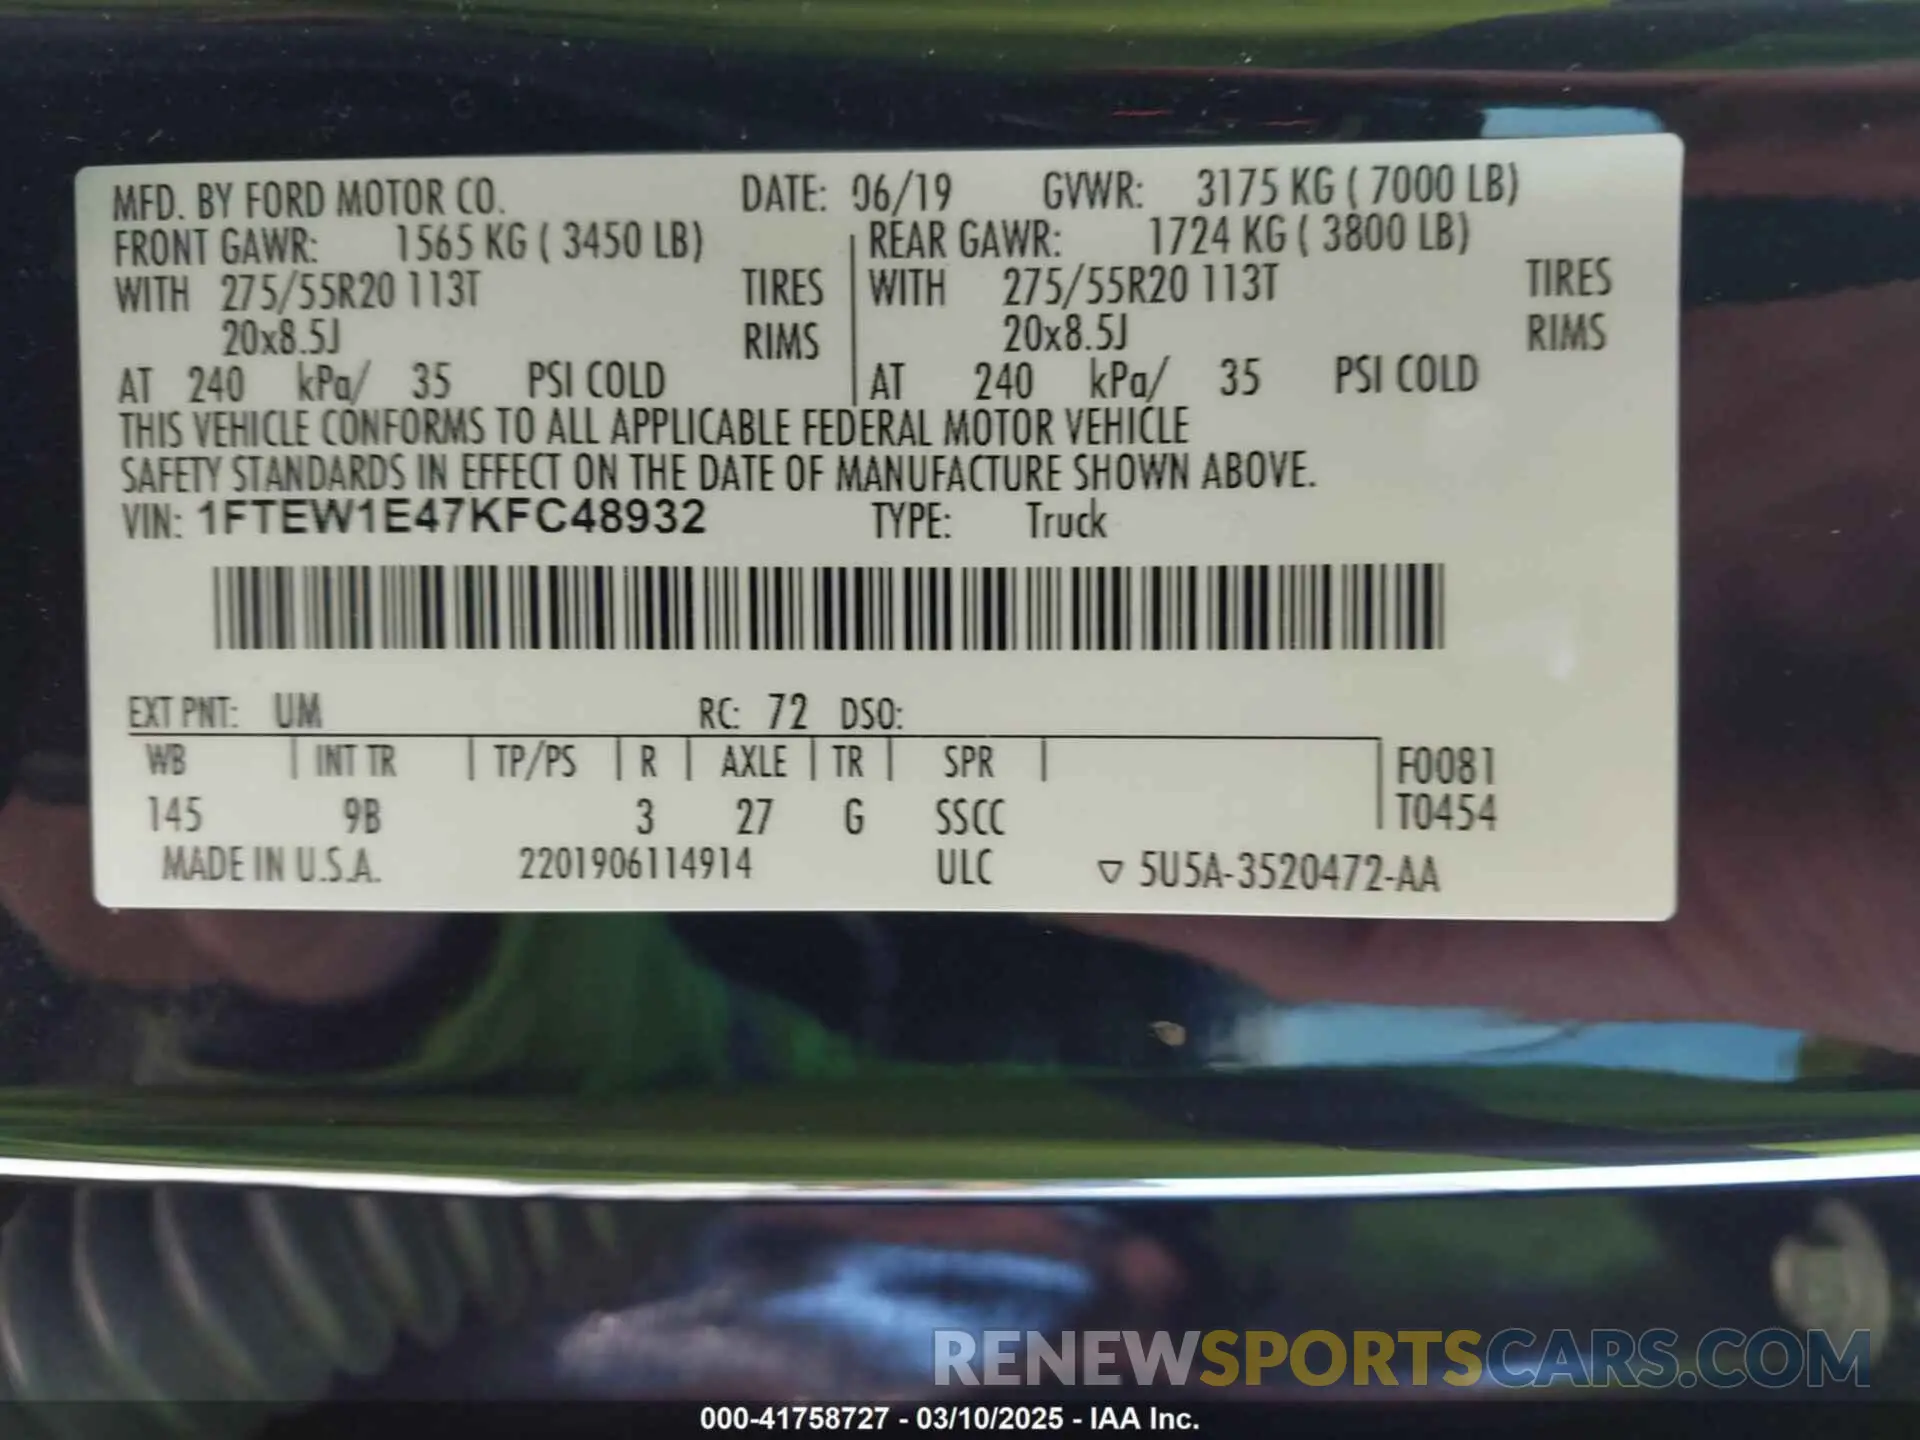 MFD. BY FORD MOTOR CO. DATE: 06/19 GVWR: 3175 KG ( 7000 LB)
FRONT GAWR: 1565 KG ( 3450 LB) REAR GAWR: 1724 KG ( 3800 LB)
WITH 275/55R20 113T TIRES WITH 275/55R20 113T TIRES
20x8.5J RIMS 20x8.5J RIMS
AT 240 kPa/ 35 PSI COLD AT 240 kPa/ 35 PSI COLD
THIS VEHICLE CONFORMS TO ALL APPLICABLE FEDERAL MOTOR VEHICLE
SAFETY STANDARDS IN EFFECT ON THE DATE OF MANUFACTURE SHOWN ABOVE.
VIN: 1FTEW1E47KFC48932 TYPE: Truck
EXT PNT: UM RC: 72 DSO:
WB INT TR TP/PS R AXLE TR SPR F0081
145 9B 3 27 G SSCC T0454
MADE IN U.S.A. 2201906114914 ULC ▽ 5U5A-3520472-AA
RENEWSPORTSCARS.COM
000-41758727 - 03/10/2025 - IAA Inc.